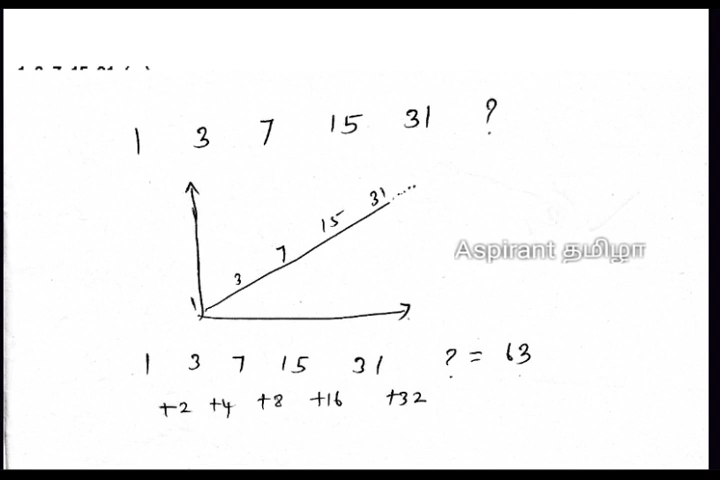 1 3 7 15 31 ?
31
15
7
3
1
Aspirant தமிழா
1 3 7 15 31 ? = 63
+2 +4 +8 +16 +32